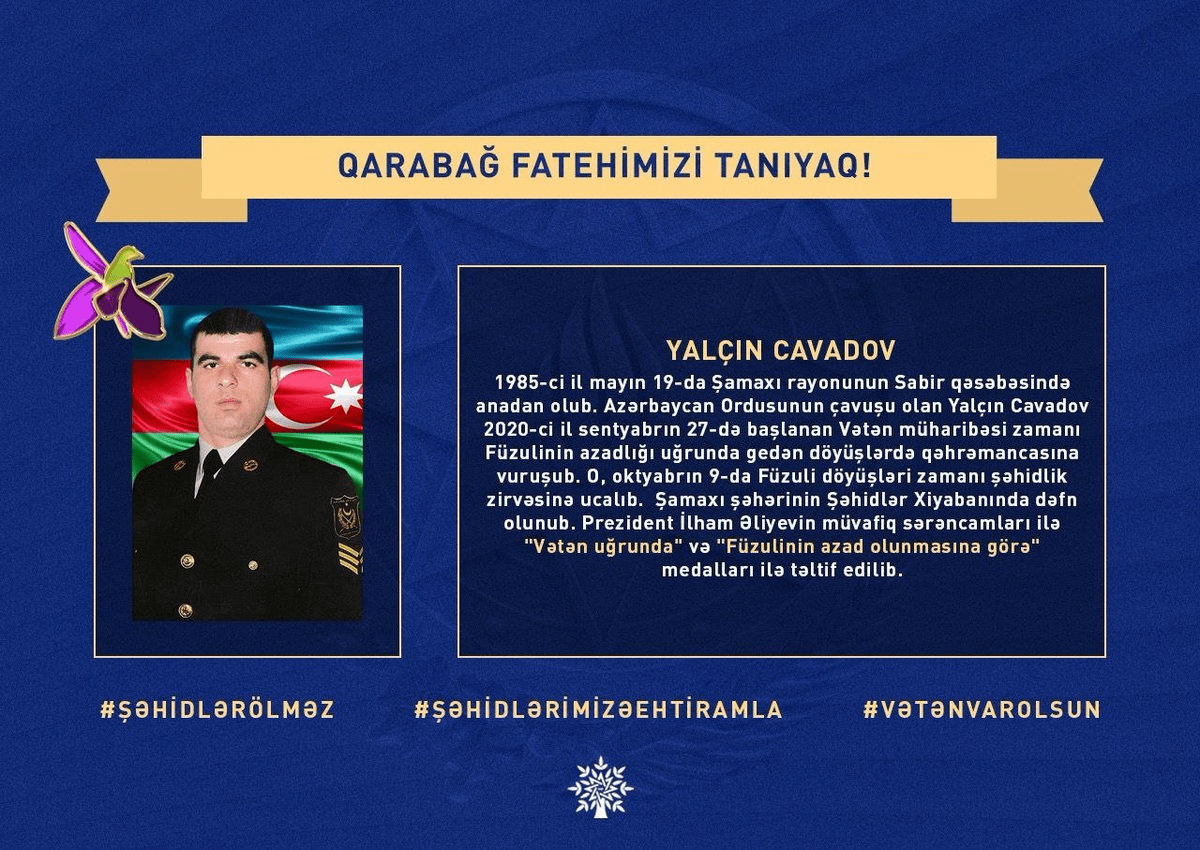 QARABAĞ FATEHİMİZİ TANIYAQ!
YALÇIN CAVADOV
1985-ci il mayın 19-da Şamaxı rayonunun Sabir qəsəbəsində
anadan olub. Azərbaycan Ordusunun çavuşu olan Yalçın Cavadov
2020-ci il sentyabrın 27-də başlanan Vətən müharibəsi zamanı
Füzulinin azadlığı uğrunda gedən döyüşlərdə qəhrəmancasına
vuruşub. O, oktyabrın 9-da Füzuli döyüşləri zamanı şəhidlik
zirvəsinə ucalıb. Şamaxı şəhərinin Şəhidlər Xiyabanında dəfn
olunub. Prezident İlham Əliyevin müvafiq sərəncamları ilə
"Vətən uğrunda" və "Füzulinin azad olunmasına görə"
medalları ilə təltif edilib.
#ŞƏHİDLƏRÖLMƏZ #ŞƏHİDLƏRİMİZƏEHTİRAMLA #VƏTƏNVAROLSUN